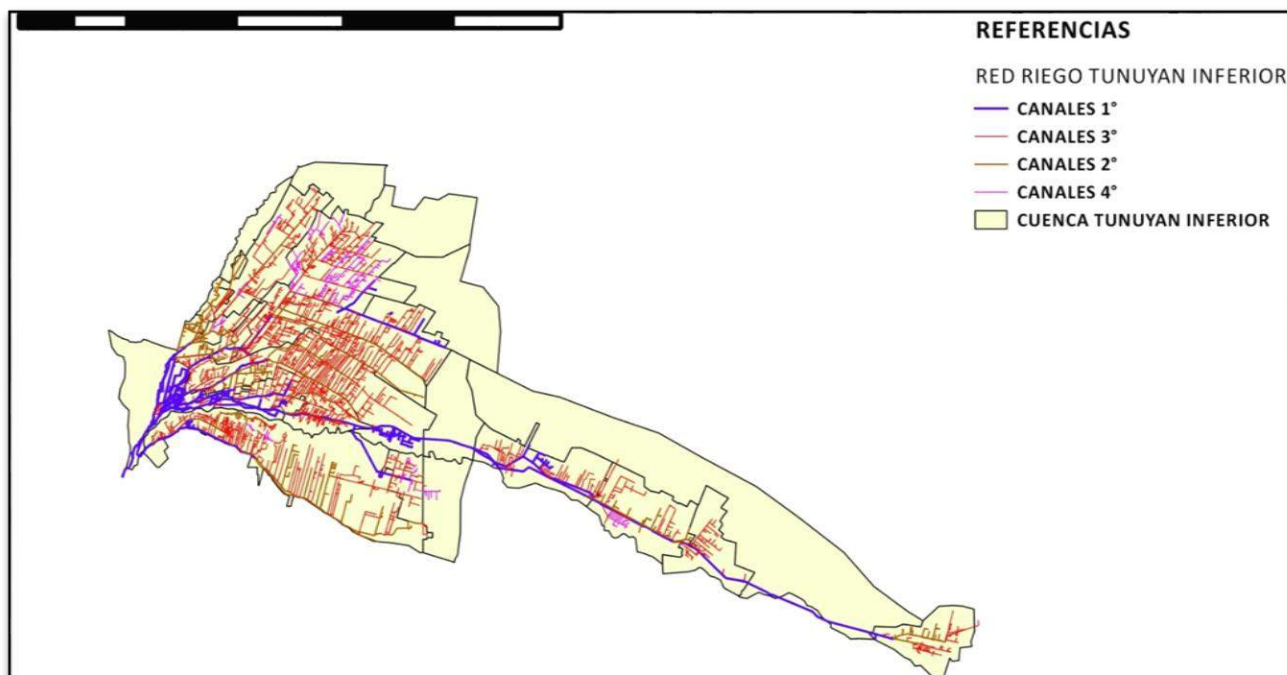 REFERENCIAS
RED RIEGO TUNUYAN INFERIOR
CANALES 1°
CANALES 3°
CANALES 2°
CANALES 4°
CUENCA TUNUYAN INFERIOR